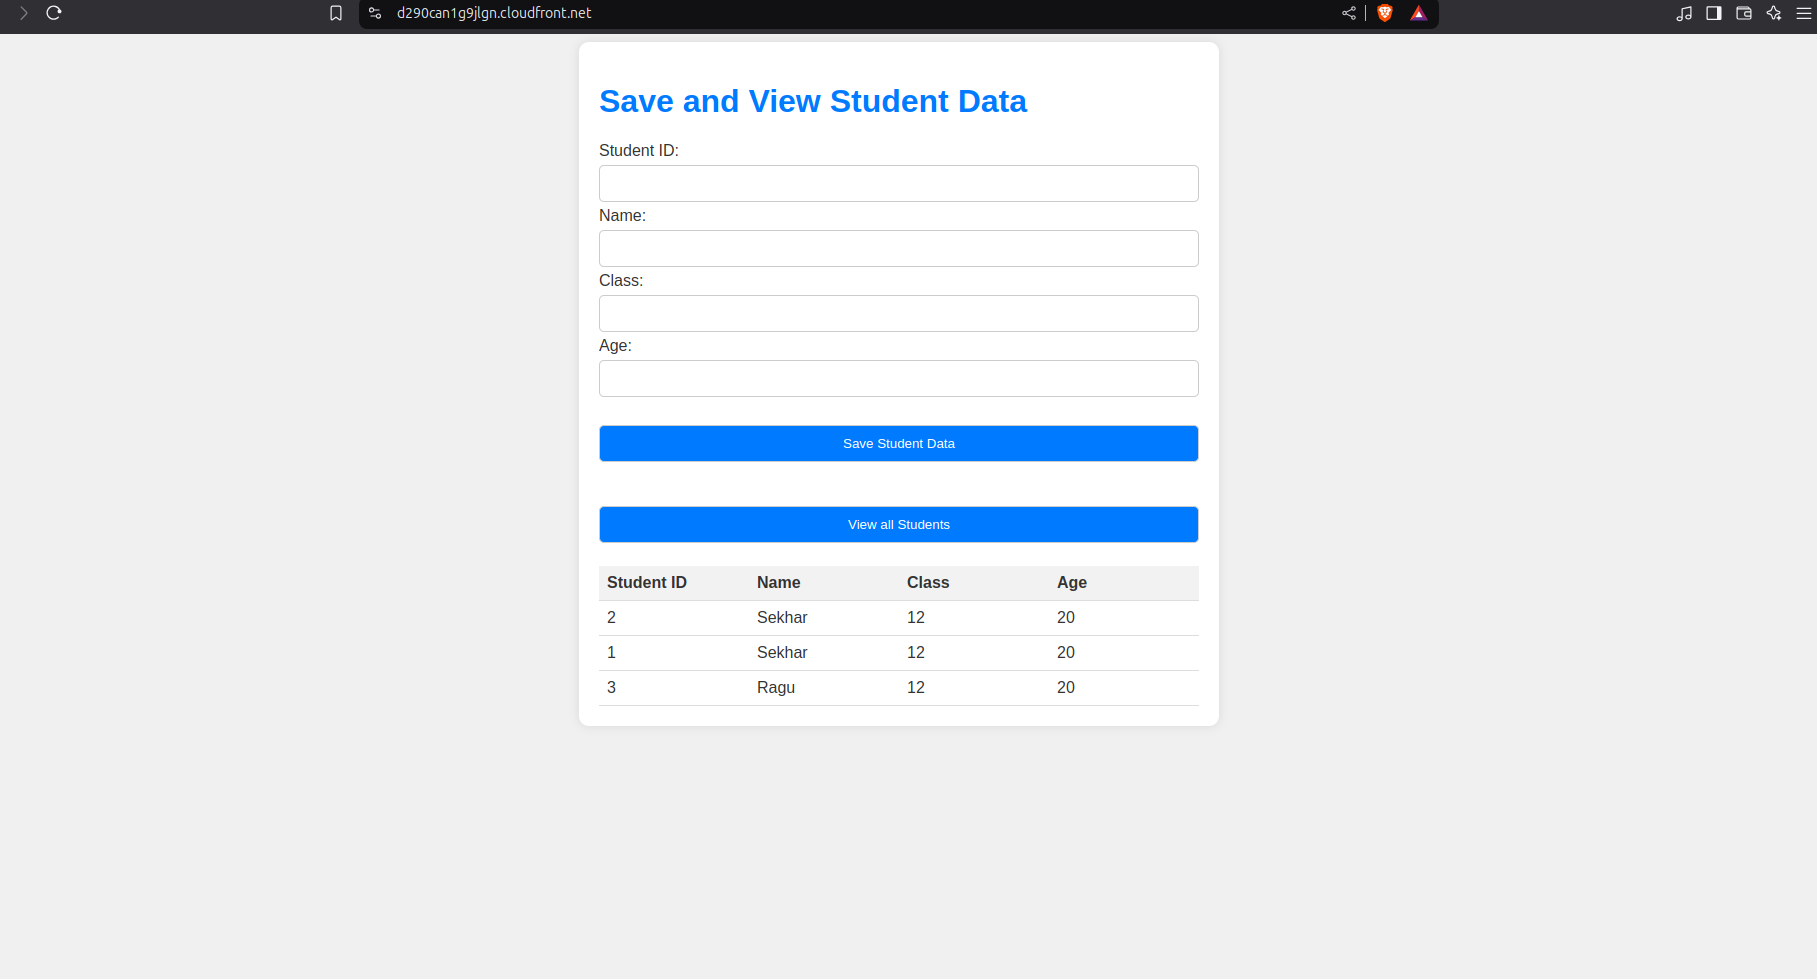 d290can1g9jlgn.cloudfront.net
Save and View Student Data
Student ID:
Name:
Class:
Age:
Save Student Data
View all Students
Student ID Name Class Age
2 Sekhar 12 20
1 Sekhar 12 20
3 Ragu 12 20